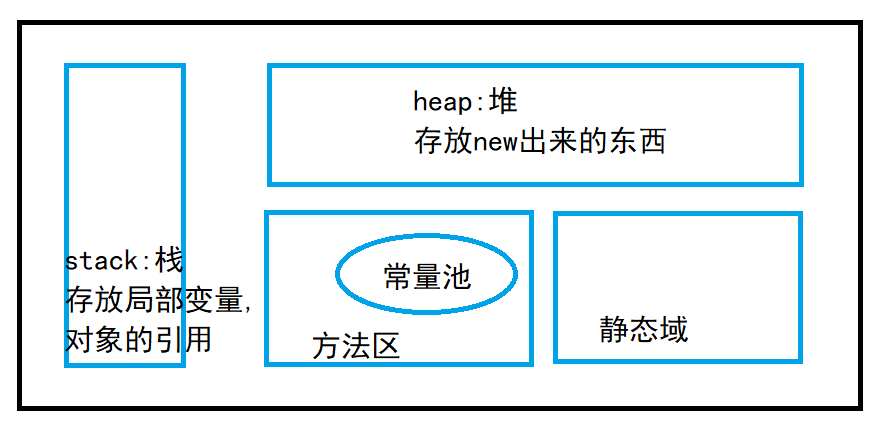 heap:堆
存放new出来的东西
stack:栈
存放局部变量,
对象的引用
常量池
方法区
静态域